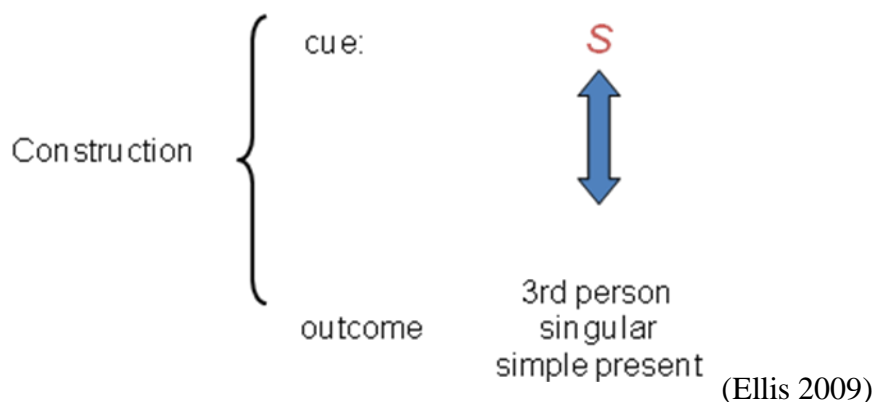 cue: S
Construction
outcome 3rd person
singular
simple present
(Ellis 2009)